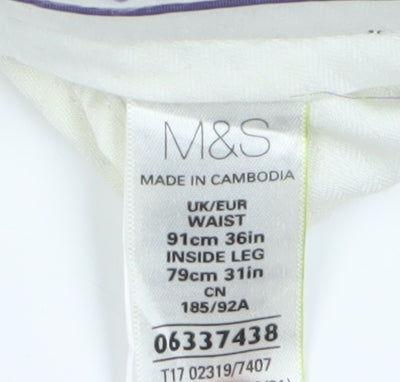 M&S
MADE IN CAMBODIA
UK/EUR
WAIST
91cm 36in
INSIDE LEG
79cm 31in
CN
185/92A
06337438
T17 02319/7407